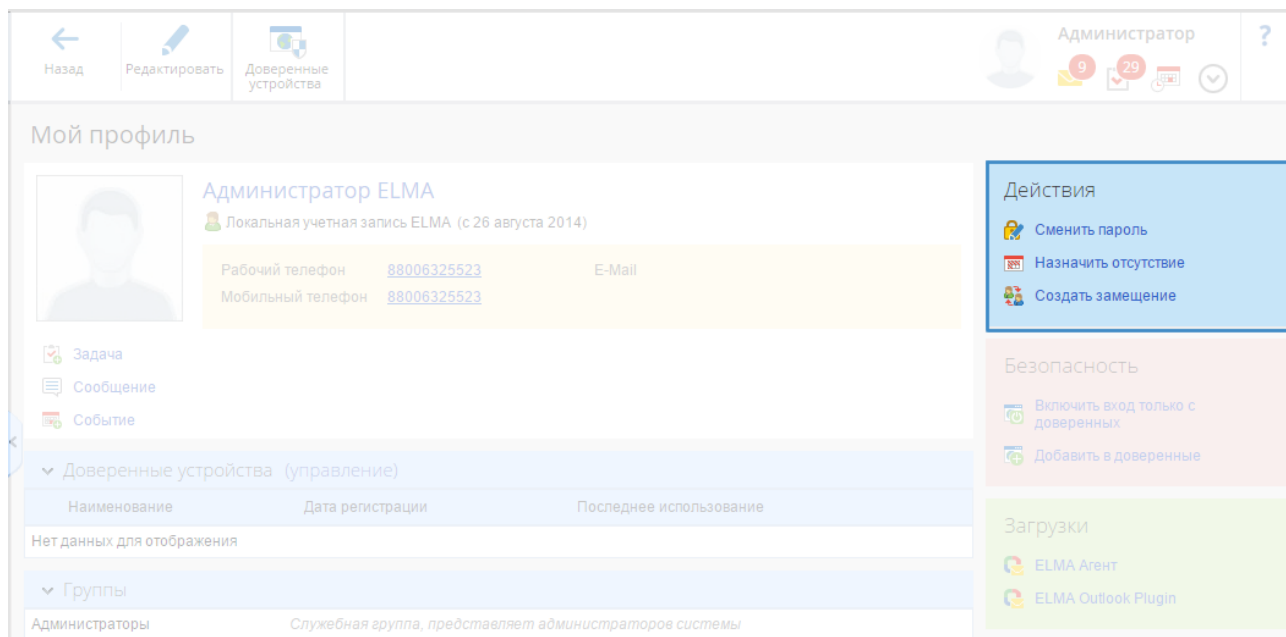 Назад
Редактировать
Доверенные
устройства
Администратор
?
9
29
Мой профиль
Администратор ELMA
Локальная учетная запись ELMA (с 26 августа 2014)
Рабочий телефон 88006325523 E-Mail
Мобильный телефон 88006325523
Задача
Сообщение
Событие
Доверенные устройства (управление)
Наименование Дата регистрации Последнее использование
Нет данных для отображения
Группы
Администраторы Служебная группа, представляет администраторов системы
Действия
Сменить пароль
Назначить отсутствие
Создать замещение
Безопасность
Включить вход только с
доверенных
Добавить в доверенные
Загрузки
ELMA Агент
ELMA Outlook Plugin